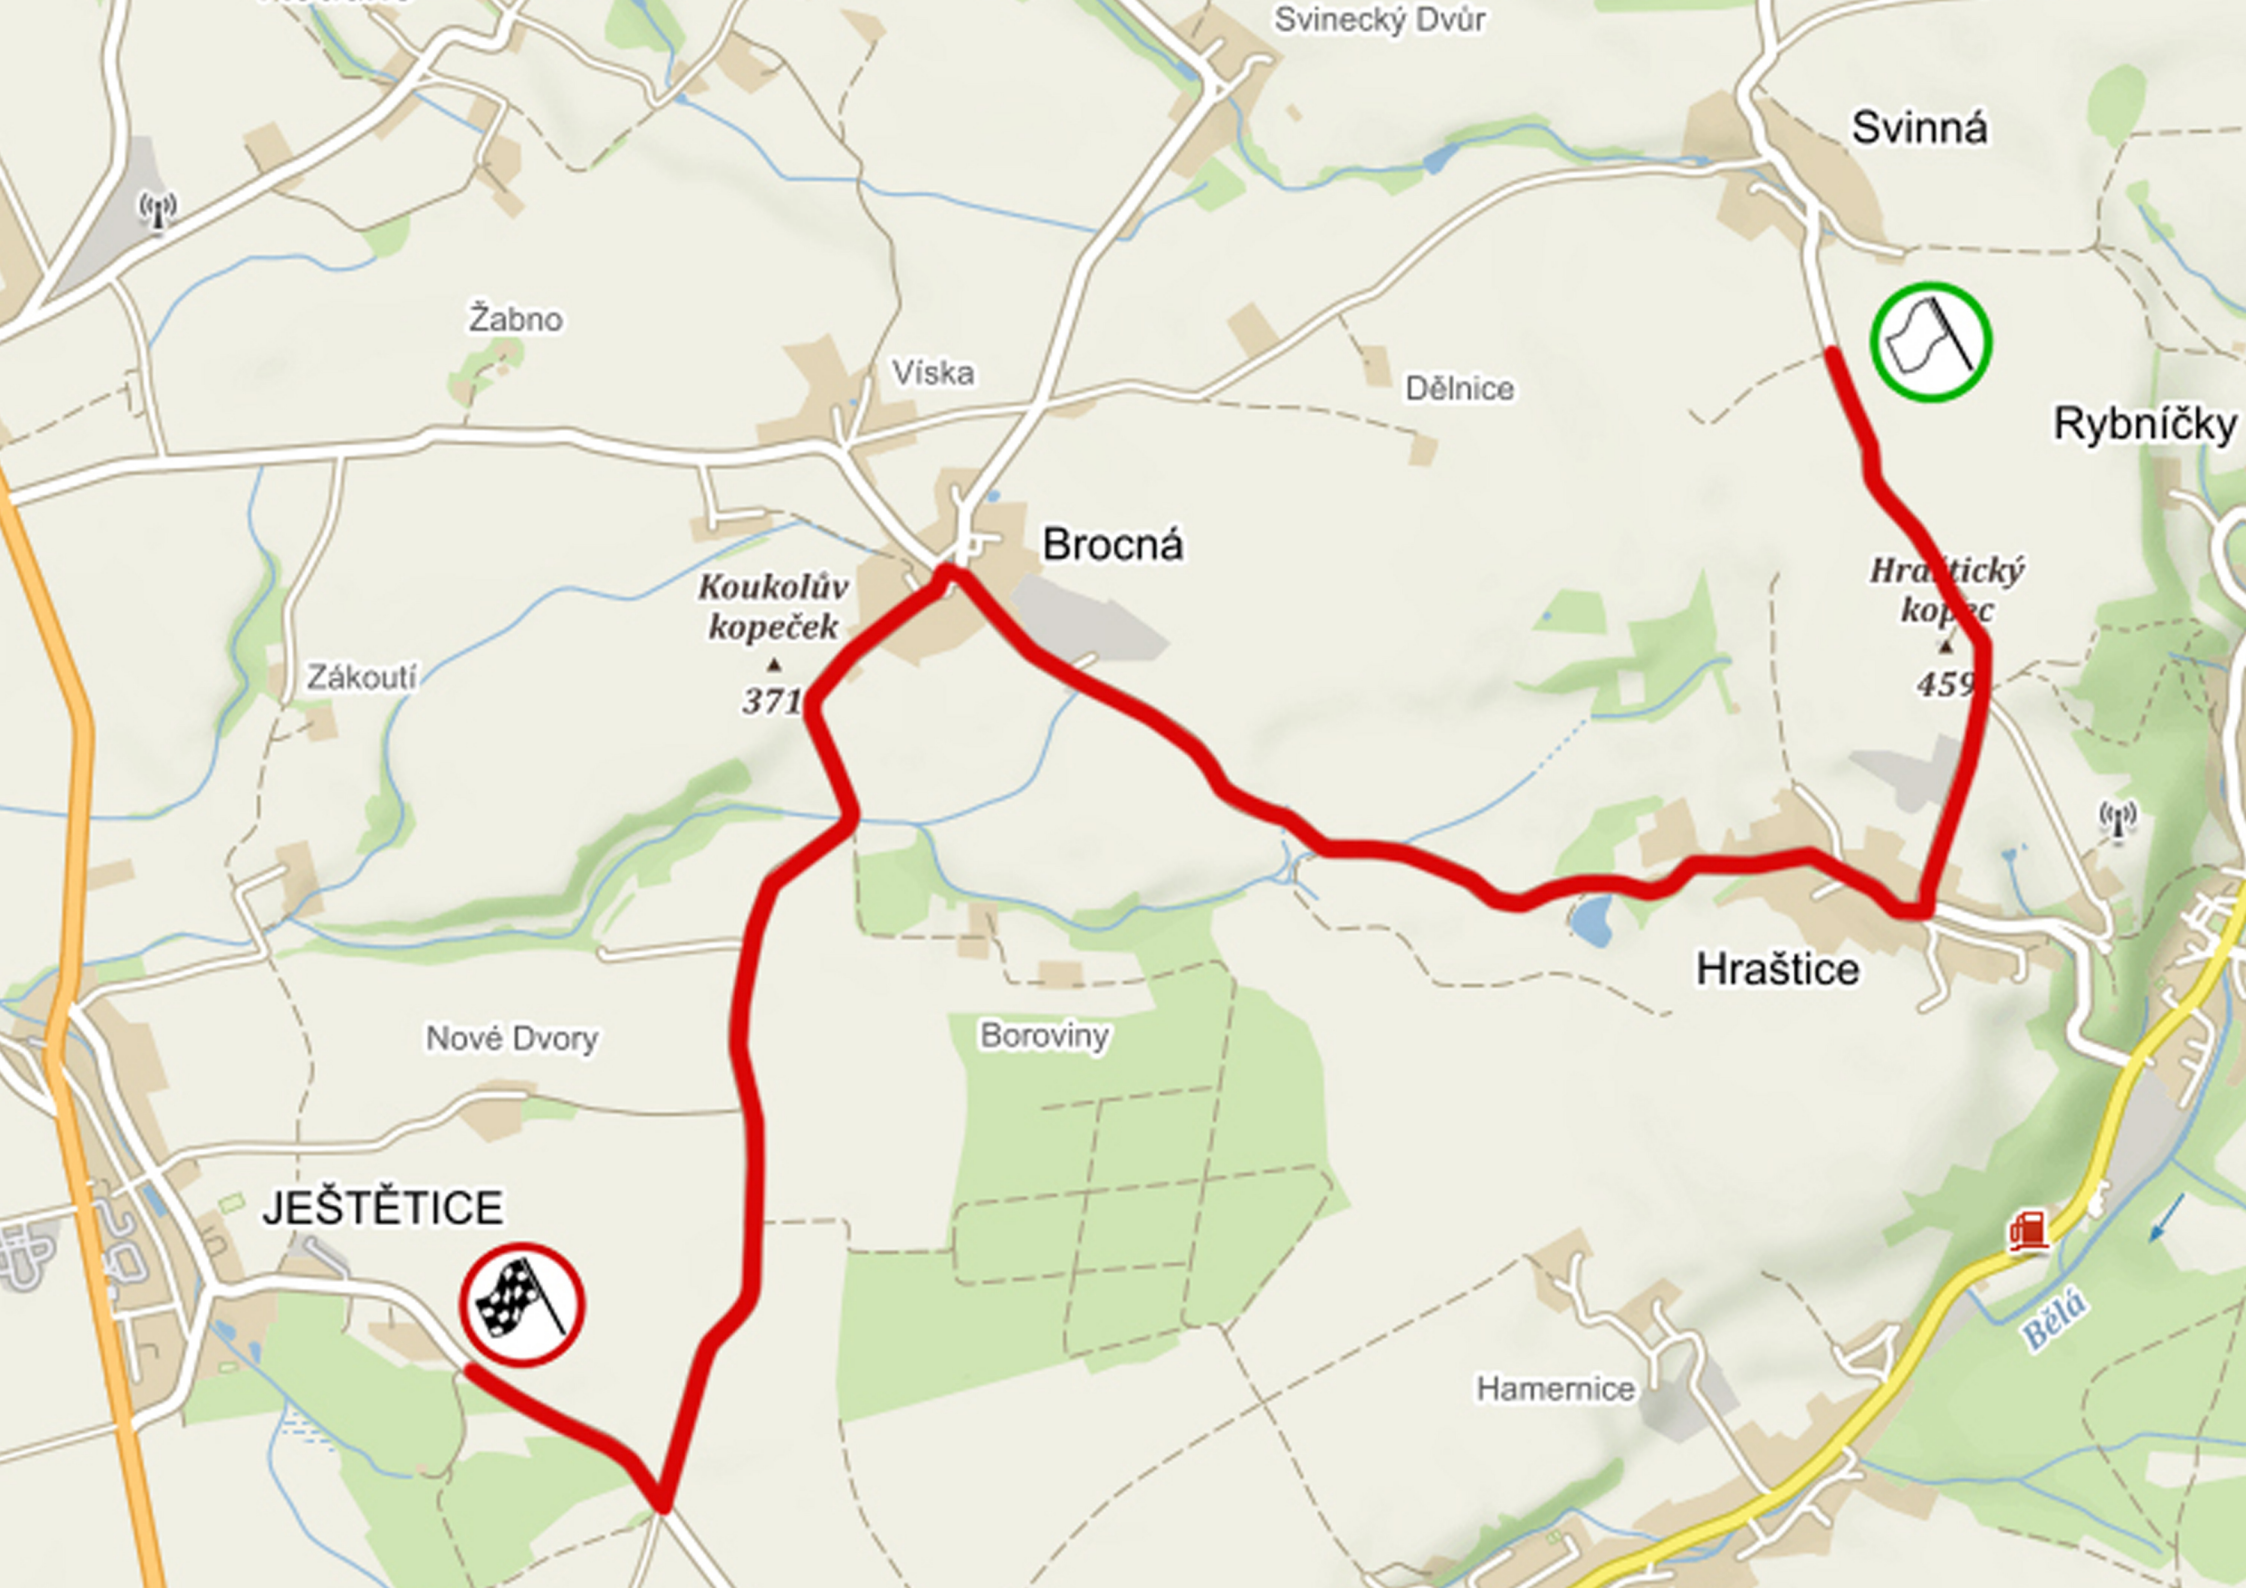 Svinecký Dvůr
Svinná
Žabno
Víska
Dělnice
Rybníčky
Brocná
Koukolův
kopeček
371
Hraštický
kopec
459
Zákoutí
Hraštice
Nové Dvory
Boroviny
JEŠTĚTICE
Bělá
Hamernice